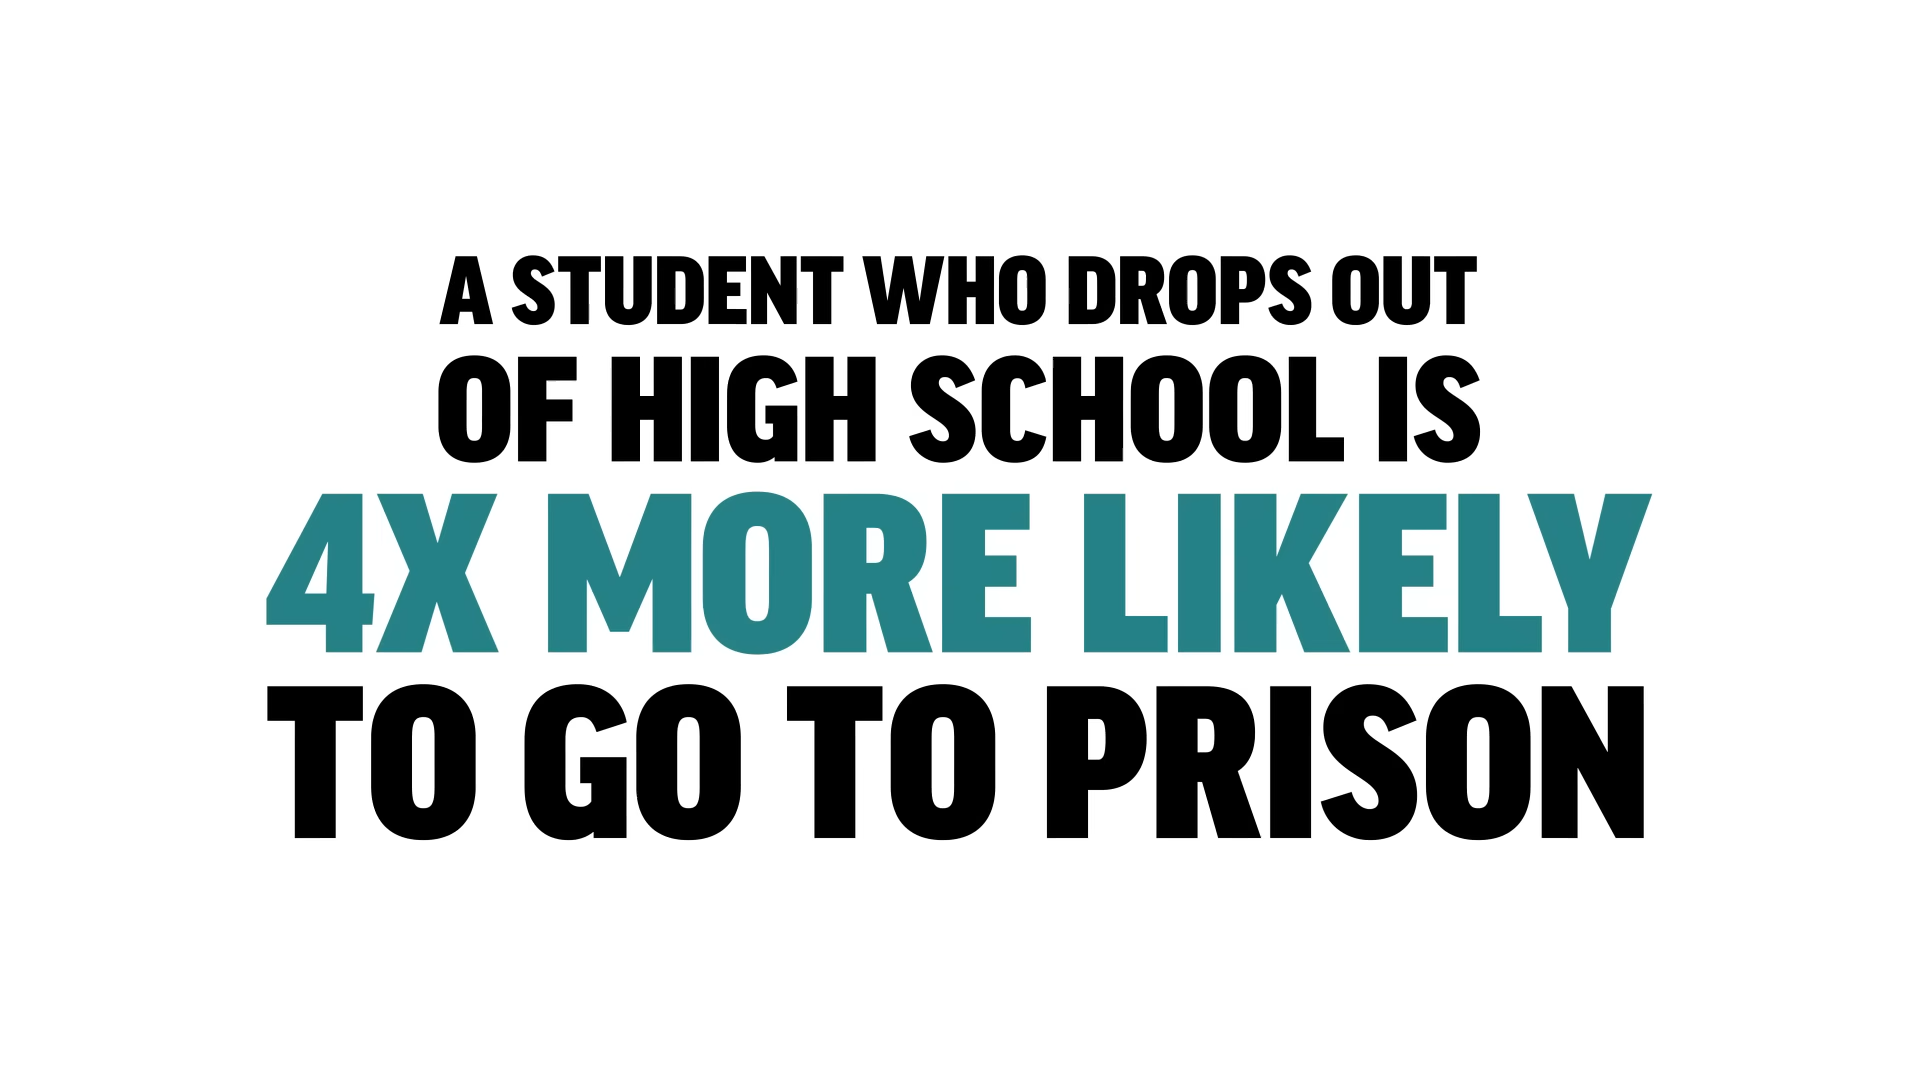 A STUDENT WHO DROPS OUT
OF HIGH SCHOOL IS
4X MORE LIKELY
TO GO TO PRISON